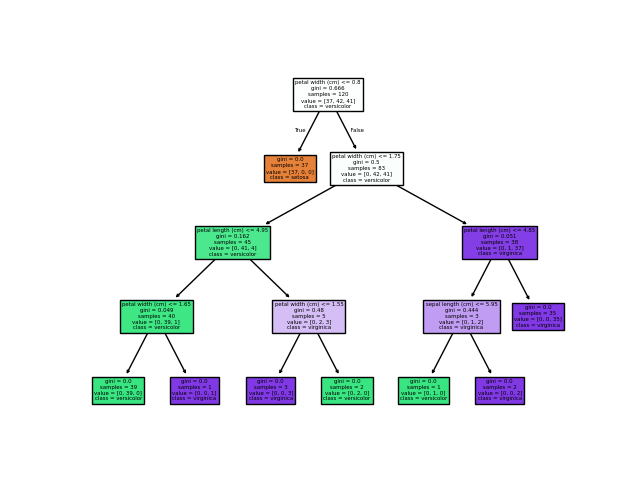 petal width (cm) <= 0.8
gini = 0.666
samples = 120
value = [37, 42, 41]
class = versicolor
True
False
gini = 0.0
samples = 37
value = [37, 0, 0]
class = setosa
petal width (cm) <= 1.75
gini = 0.5
samples = 83
value = [0, 42, 41]
class = versicolor
petal length (cm) <= 4.95
gini = 0.162
samples = 45
value = [0, 41, 4]
class = versicolor
petal length (cm) <= 4.85
gini = 0.051
samples = 38
value = [0, 1, 37]
class = virginica
petal width (cm) <= 1.65
gini = 0.049
samples = 40
value = [0, 39, 1]
class = versicolor
petal width (cm) <= 1.55
gini = 0.48
samples = 5
value = [0, 2, 3]
class = virginica
sepal length (cm) <= 5.95
gini = 0.444
samples = 3
value = [0, 1, 2]
class = virginica
gini = 0.0
samples = 35
value = [0, 0, 35]
class = virginica
gini = 0.0
samples = 39
value = [0, 39, 0]
class = versicolor
gini = 0.0
samples = 1
value = [0, 0, 1]
class = virginica
gini = 0.0
samples = 3
value = [0, 0, 3]
class = virginica
gini = 0.0
samples = 2
value = [0, 2, 0]
class = versicolor
gini = 0.0
samples = 1
value = [0, 1, 0]
class = versicolor
gini = 0.0
samples = 2
value = [0, 0, 2]
class = virginica